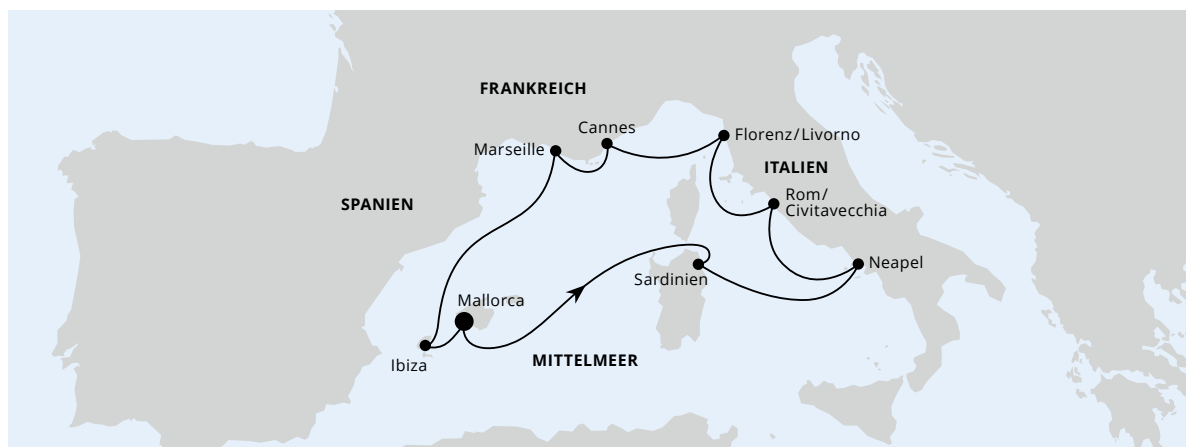 FRANKREICH
Cannes
Marseille
Florenz/Livorno
ITALIEN
Rom/
Civitavecchia
SPANIEN
Neapel
Sardinien
Mallorca
MITTELMEER
Ibiza